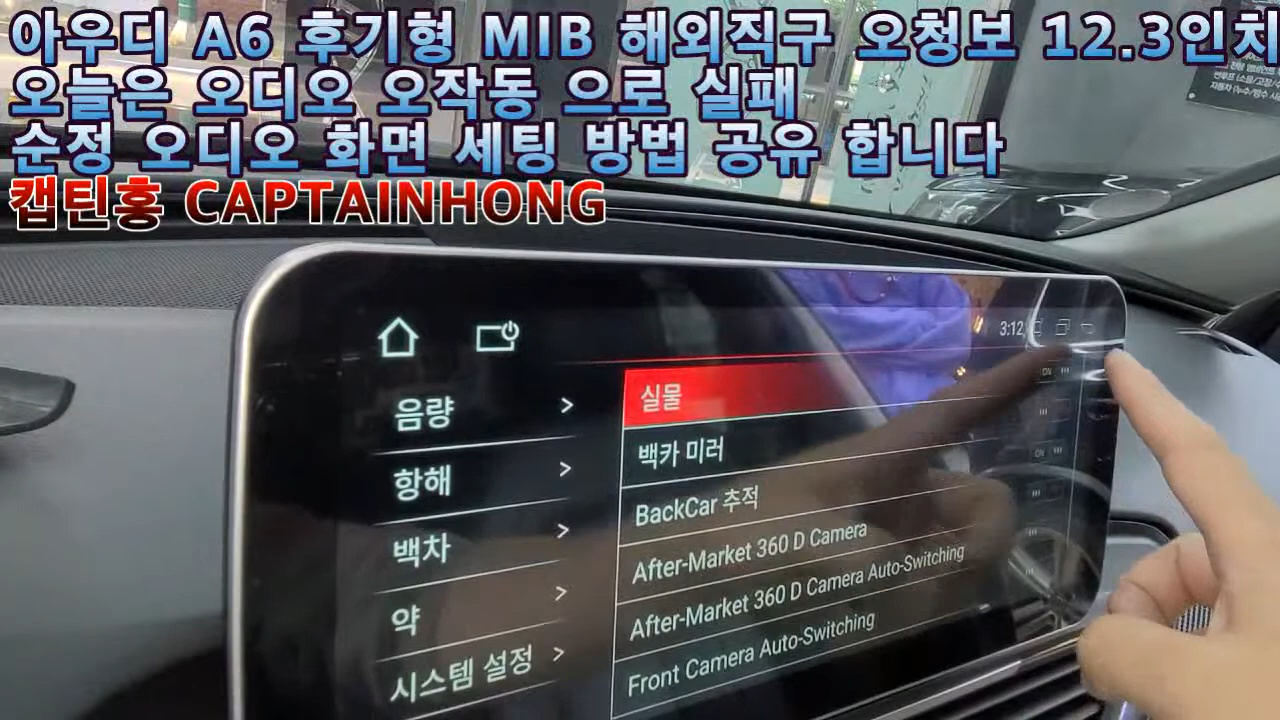 아우디 A6 후기형 MIB 해외직구 오청보 12.3인치
오늘은 오디오 오작동 으로 실패
순정 오디오 화면 세팅 방법 공유 합니다
캡틴홍 CAPTAINHONG
3:12
음량
항해
백차
약
시스템 설정
실물
백카 미러
BackCar 추적
After-Market 360 D Camera
After-Market 360 D Camera Auto-Switching
Front Camera Auto-Switching
ON
ON